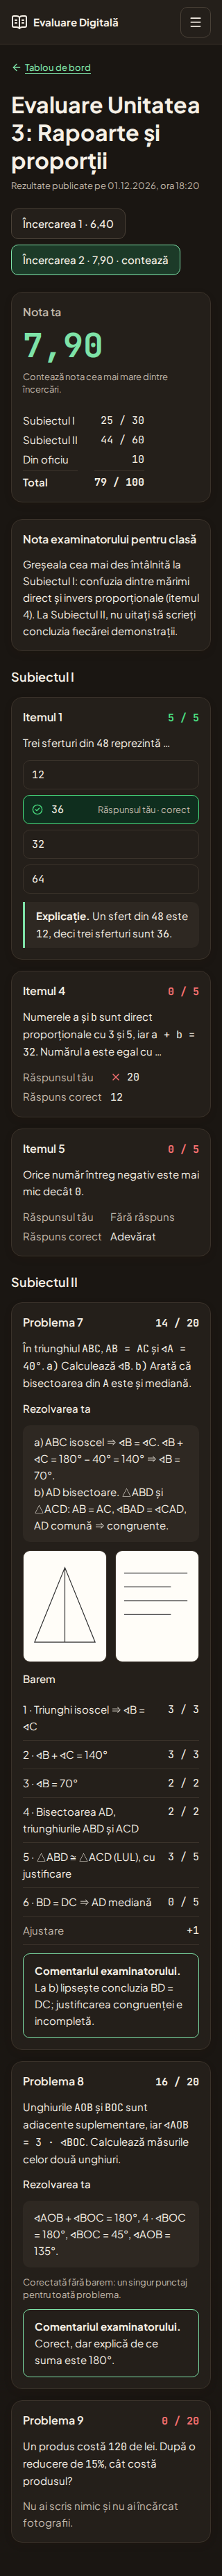 Evaluare Digitală
← Tablou de bord
Evaluare Unitatea
3: Rapoarte și
proporții
Rezultate publicate pe 01.12.2026, ora 18:20
Încercarea 1 · 6,40
Încercarea 2 · 7,90 · contează
Nota ta
7,90
Contează nota cea mai mare dintre
încercări.
Subiectul I 25 / 30
Subiectul II 44 / 60
Din oficiu 10
Total 79 / 100
Nota examinatorului pentru clasă
Greșeala cea mai des întâlnită la
Subiectul I: confuzia dintre mărimi
direct și invers proporționale (itemul
4). La Subiectul II, nu uitați să scrieți
concluzia fiecărei demonstrații.
Subiectul I
Itemul 1 5 / 5
Trei sferturi din 48 reprezintă …
12
36 Răspunsul tău · corect
32
64
Explicație. Un sfert din 48 este
12, deci trei sferturi sunt 36.
Itemul 4 0 / 5
Numerele a și b sunt direct
proporționale cu 3 și 5, iar a + b =
32. Numărul a este egal cu …
Răspunsul tău × 20
Răspuns corect 12
Itemul 5 0 / 5
Orice număr întreg negativ este mai
mic decât 0.
Răspunsul tău Fără răspuns
Răspuns corect Adevărat
Subiectul II
Problema 7 14 / 20
În triunghiul ABC, AB = AC și ∢A =
40°. a) Calculează ∢B. b) Arată că
bisectoarea din A este și mediană.
Rezolvarea ta
a) ABC isoscel ⇒ ∢B = ∢C. ∢B +
∢C = 180° − 40° = 140° ⇒ ∢B =
70°.
b) AD bisectoare. △ABD și
△ACD: AB = AC, ∢BAD = ∢CAD,
AD comună ⇒ congruente.
Barem
1 · Triunghi isoscel ⇒ ∢B = 3 / 3
∢C
2 · ∢B + ∢C = 140° 3 / 3
3 · ∢B = 70° 2 / 2
4 · Bisectoarea AD, 2 / 2
triunghiurile ABD și ACD
5 · △ABD ≅ △ACD (LUL), cu 3 / 5
justificare
6 · BD = DC ⇒ AD mediană 0 / 5
Ajustare +1
Comentariul examinatorului.
La b) lipsește concluzia BD =
DC; justificarea congruenței e
incompletă.
Problema 8 16 / 20
Unghiurile AOB și BOC sunt
adiacente suplementare, iar ∢AOB
= 3 · ∢BOC. Calculează măsurile
celor două unghiuri.
Rezolvarea ta
∢AOB + ∢BOC = 180°, 4 · ∢BOC
= 180°, ∢BOC = 45°, ∢AOB =
135°.
Corectată fără barem: un singur punctaj
pentru toată problema.
Comentariul examinatorului.
Corect, dar explică de ce
suma este 180°.
Problema 9 0 / 20
Un produs costă 120 de lei. După o
reducere de 15%, cât costă
produsul?
Nu ai scris nimic și nu ai încărcat
fotografii.